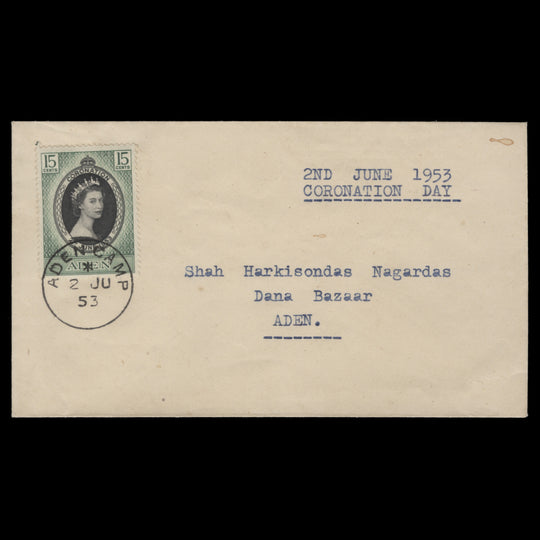 15 CENTS
15 CENTS
CORONATION
ADEN
ADEN CAMP
2 JU
53
2ND JUNE 1953
CORONATION DAY
Shah Harkisondas Nagardas
Dana Bazaar
ADEN.